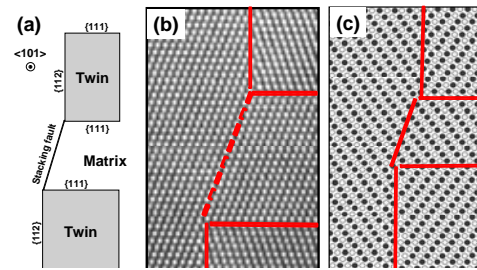 (a)
{111}
<101>
{112}
Twin
{111}
Stacking fault
Matrix
{111}
{112}
Twin
(b)
(c)